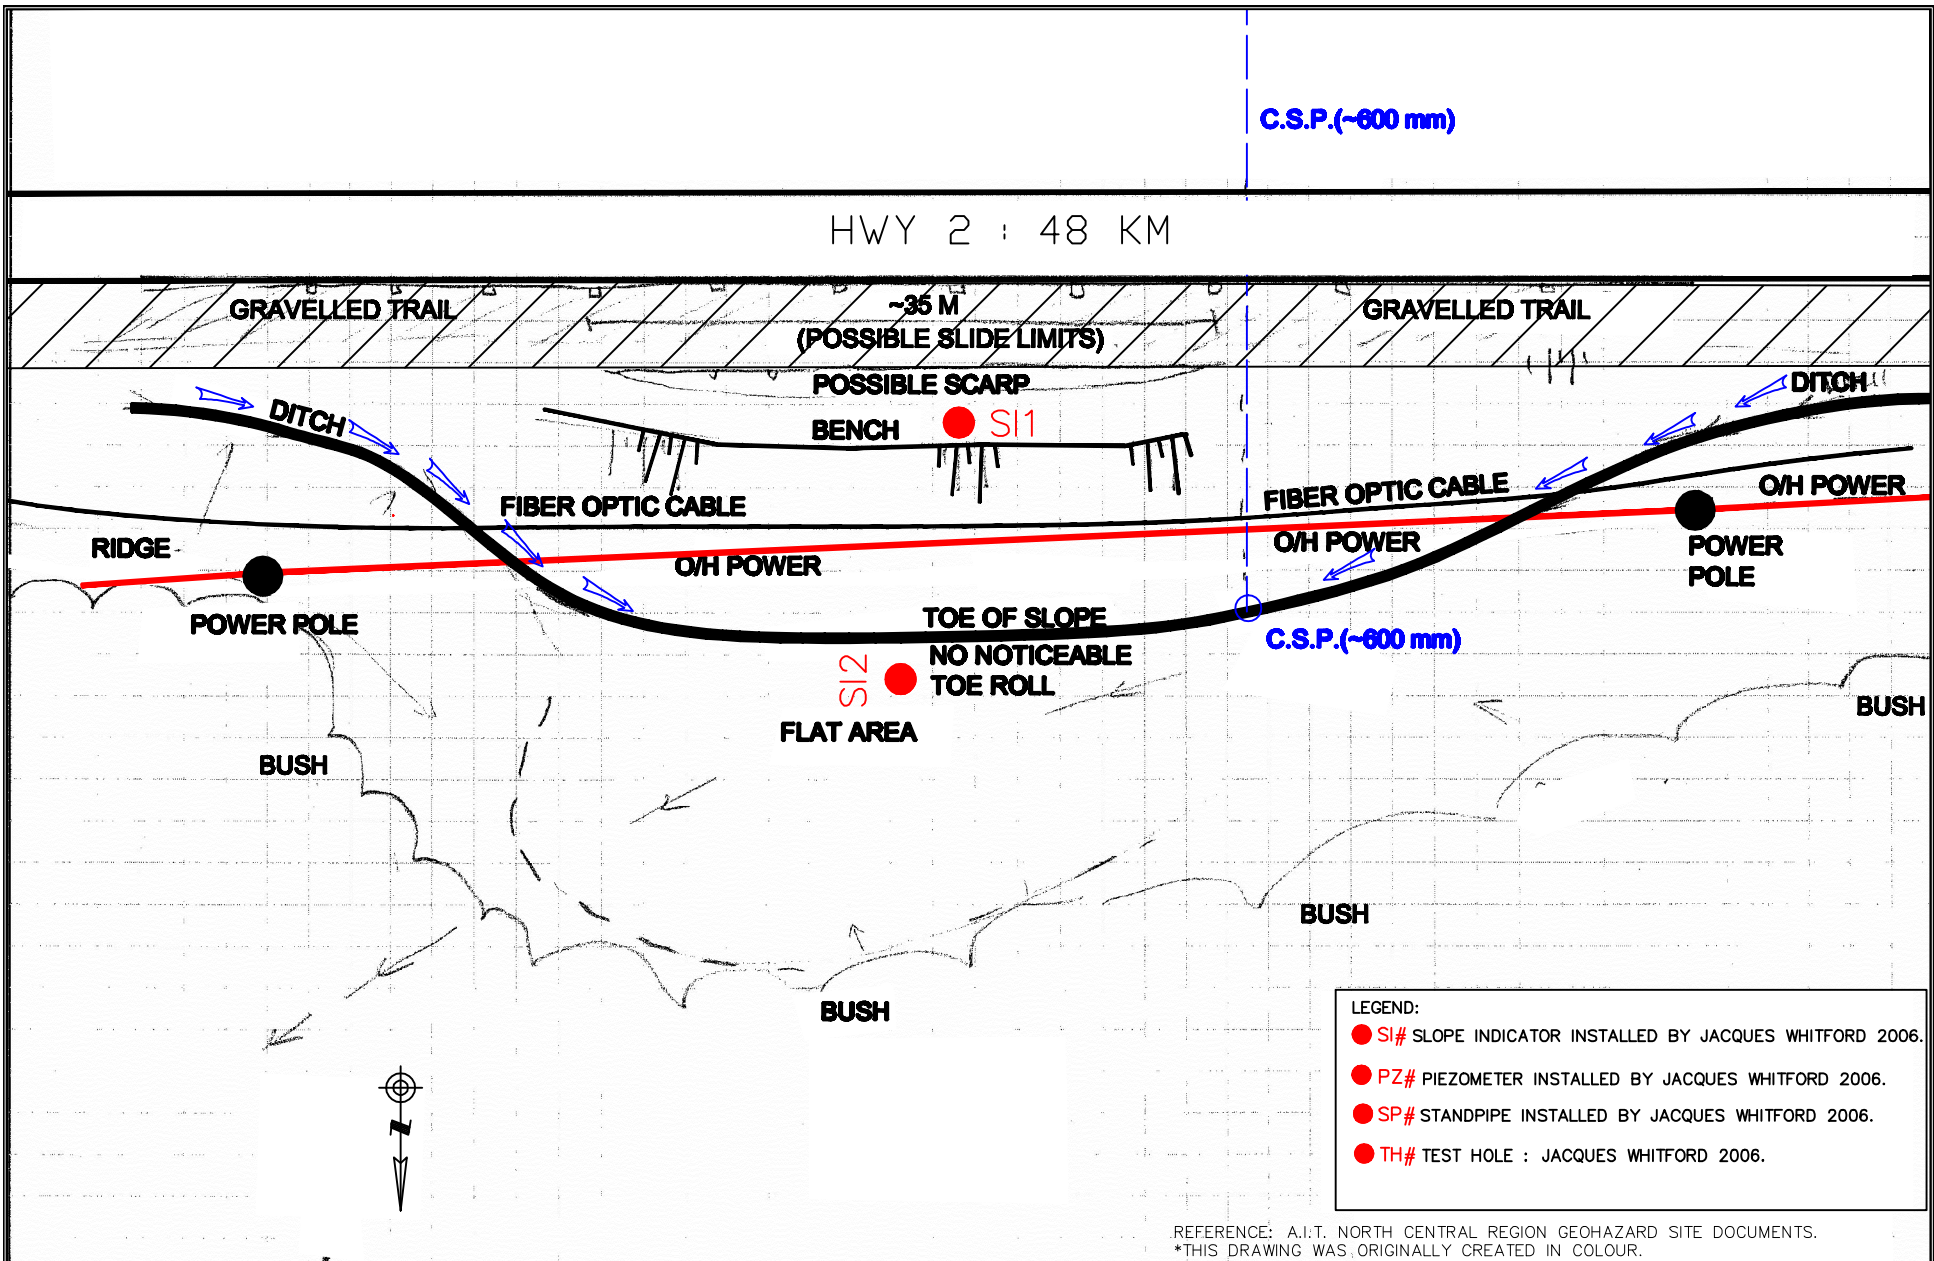 C.S.P.(~600 mm)
HWY 2 : 48 KM
GRAVELLED TRAIL
~35 M
(POSSIBLE SLIDE LIMITS)
GRAVELLED TRAIL
POSSIBLE SCARP
DITCH
DITCH
BENCH
SI1
FIBER OPTIC CABLE
FIBER OPTIC CABLE
O/H POWER
RIDGE
O/H POWER
O/H POWER
POWER
POLE
POWER POLE
TOE OF SLOPE
C.S.P.(~600 mm)
NO NOTICEABLE
TOE ROLL
SI2
FLAT AREA
BUSH
BUSH
BUSH
BUSH
N
LEGEND:
SI# SLOPE INDICATOR INSTALLED BY JACQUES WHITFORD 2006.
PZ# PIEZOMETER INSTALLED BY JACQUES WHITFORD 2006.
SP# STANDPIPE INSTALLED BY JACQUES WHITFORD 2006.
TH# TEST HOLE : JACQUES WHITFORD 2006.
REFERENCE: A.I.T. NORTH CENTRAL REGION GEOHAZARD SITE DOCUMENTS.
*THIS DRAWING WAS ORIGINALLY CREATED IN COLOUR.